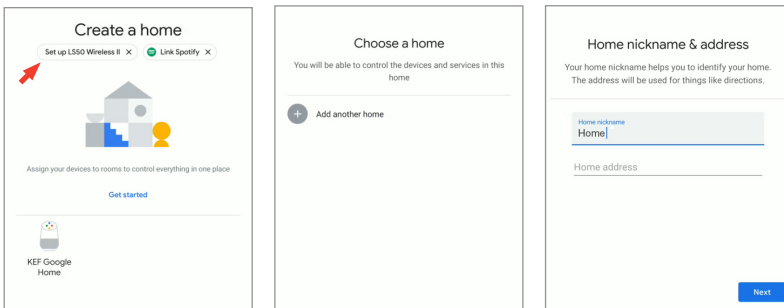 Create a home
Set up LS50 Wireless II X
Link Spotify X
Assign your devices to rooms to control everything in one place
Get started
KEF Google
Home
Choose a home
You will be able to control the devices and services in this
home
Add another home
Home nickname & address
Your home nickname helps you to identify your home.
The address will be used for things like directions.
Home nickname
Home
Home address
Next